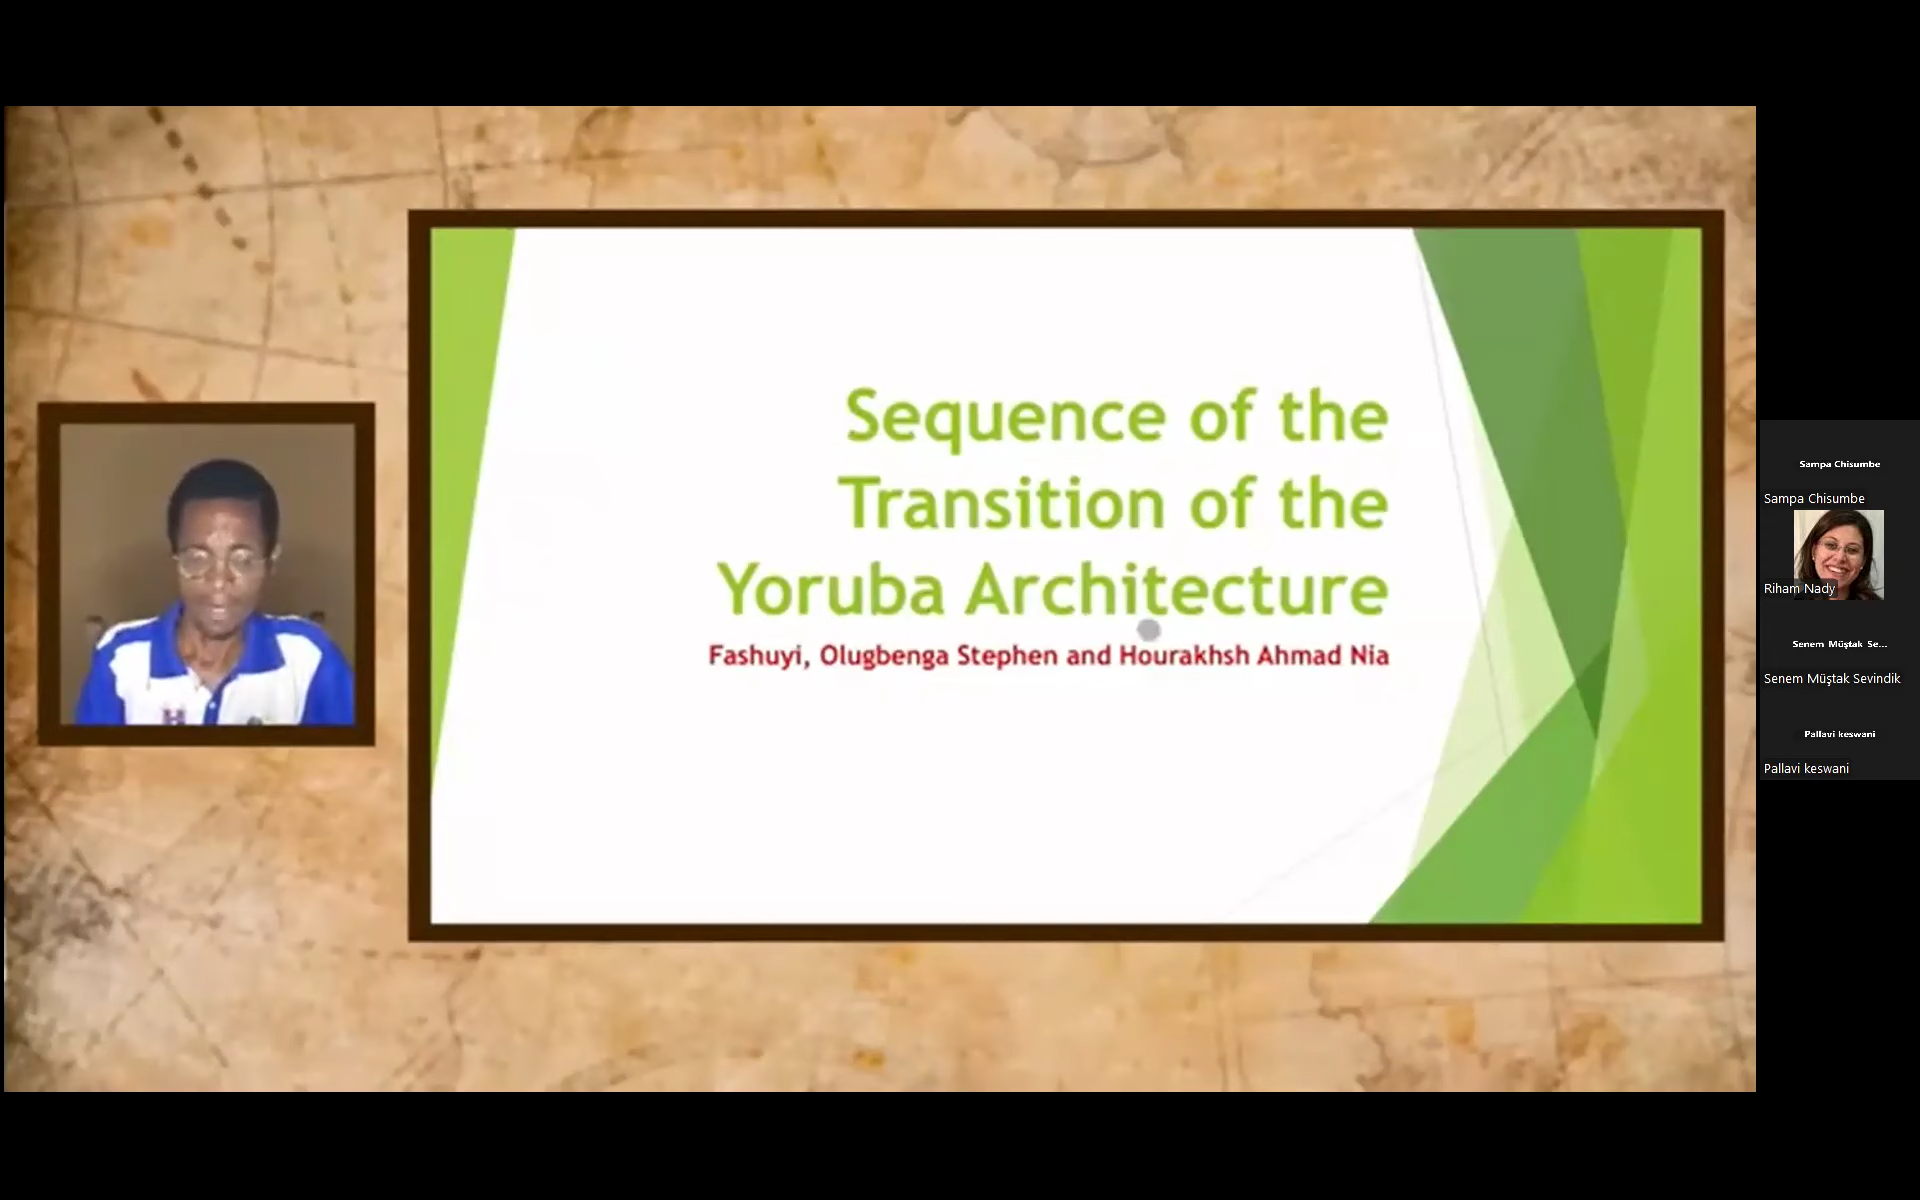 Sequence of the
Transition of the
Yoruba Architecture
Fashuyi, Olugbenga Stephen and Hourakhsh Ahmad Nia
Sampa Chisumbe
Sampa Chisumbe
Riham Nady
Senem Müştak Se...
Senem Müştak Sevindik
Pallavi keswani
Pallavi keswani